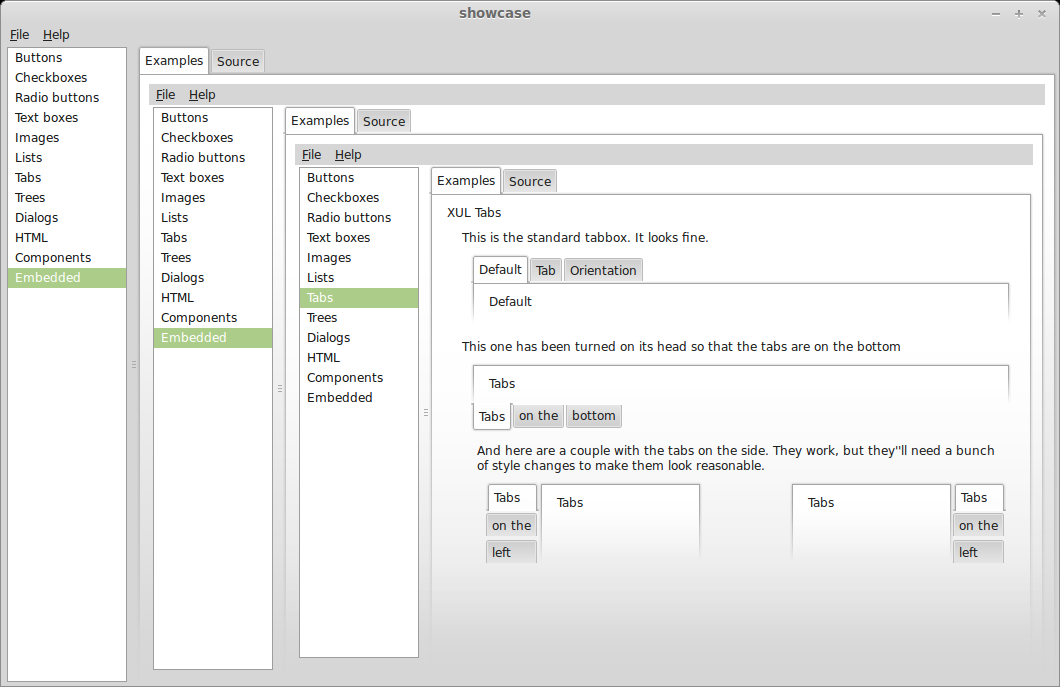 showcase
File Help
Buttons
Checkboxes
Radio buttons
Text boxes
Images
Lists
Tabs
Trees
Dialogs
HTML
Components
Embedded
Examples Source
File Help
Buttons
Checkboxes
Radio buttons
Text boxes
Images
Lists
Tabs
Trees
Dialogs
HTML
Components
Embedded
Examples Source
File Help
Buttons
Checkboxes
Radio buttons
Text boxes
Images
Lists
Tabs
Trees
Dialogs
HTML
Components
Embedded
Examples Source
XUL Tabs
This is the standard tabbox. It looks fine.
Default Tab Orientation
Default
This one has been turned on its head so that the tabs are on the bottom
Tabs
Tabs on the bottom
And here are a couple with the tabs on the side. They work, but they''ll need a bunch
of style changes to make them look reasonable.
Tabs
on the
left
Tabs
Tabs
Tabs
on the
left